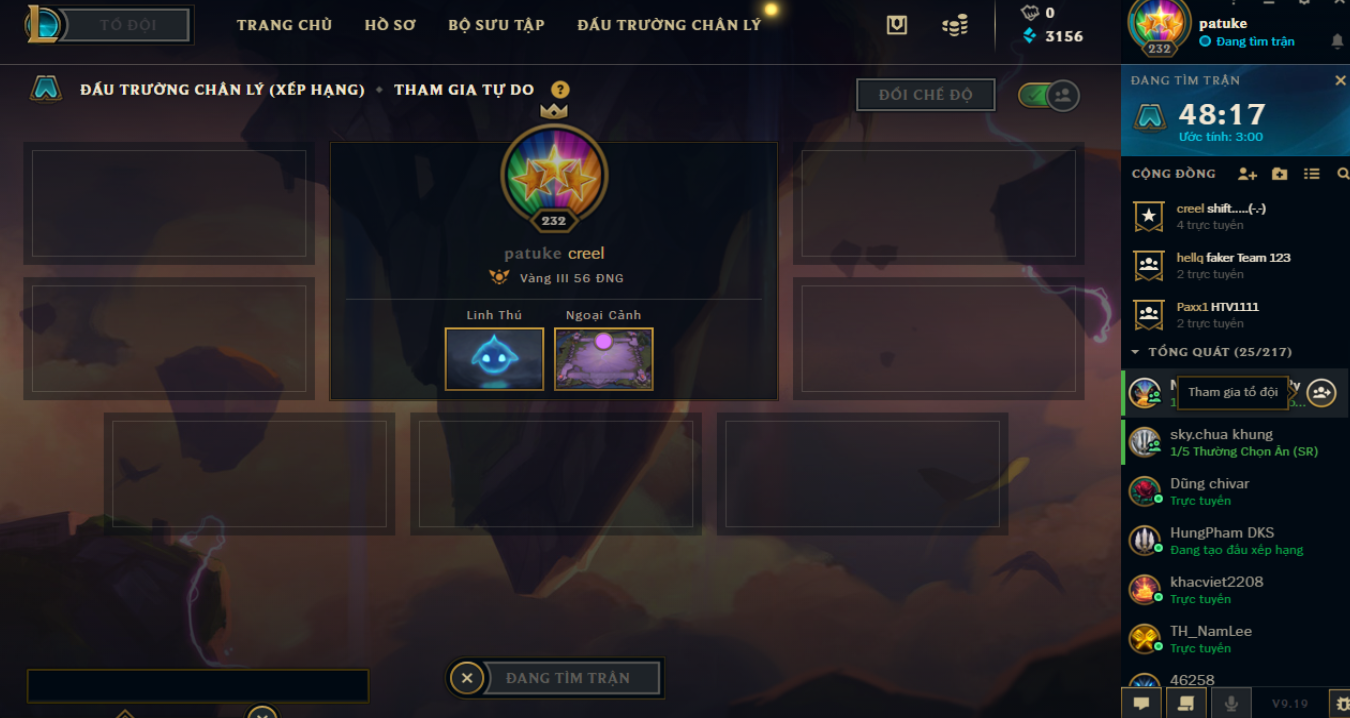 TỔ ĐỘI
TRANG CHỦ
HỒ SƠ
BỘ SƯU TẬP
ĐẤU TRƯỜNG CHÂN LÝ
0
3156
patuke
Đang tìm trận
232
ĐẤU TRƯỜNG CHÂN LÝ (XẾP HẠNG) • THAM GIA TỰ DO ?
ĐỔI CHẾ ĐỘ
ĐANG TÌM TRẬN
48:17
Ước tính: 3:00
232
patuke creel
Vàng III 56 ĐNG
Linh Thú
Ngoại Cảnh
CỘNG ĐỒNG
creel shift.....(-.-)
4 trực tuyến
hellq faker Team 123
2 trực tuyến
Paxx1 HTV1111
2 trực tuyến
TỔNG QUÁT (25/217)
Tham gia tổ đội
sky.chua khung
1/5 Thường Chọn Ẩn (SR)
Dũng chivar
Trực tuyến
HungPham DKS
Đang tạo đấu xếp hạng
khacviet2208
Trực tuyến
TH_NamLee
Trực tuyến
46258
ĐANG TÌM TRẬN
V9.19